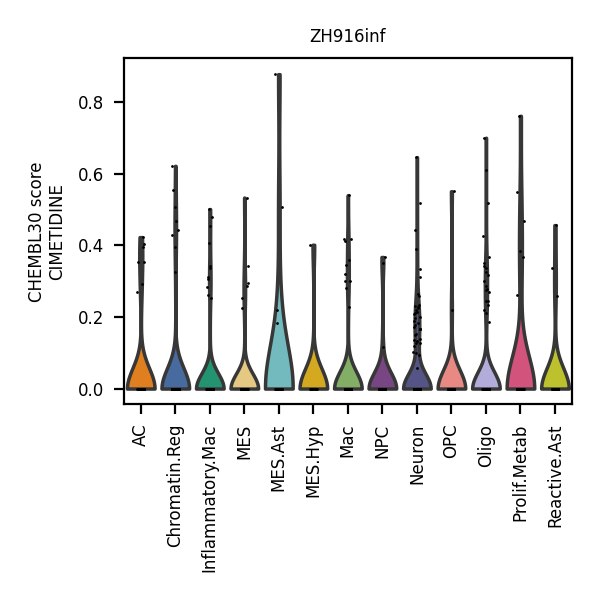 ZH916inf
CHEMBL30 score
CIMETIDINE
0.8
0.6
0.4
0.2
0.0
AC
Chromatin.Reg
Inflammatory.Mac
MES
MES.Ast
MES.Hyp
Mac
NPC
Neuron
OPC
Oligo
Prolif.Metab
Reactive.Ast